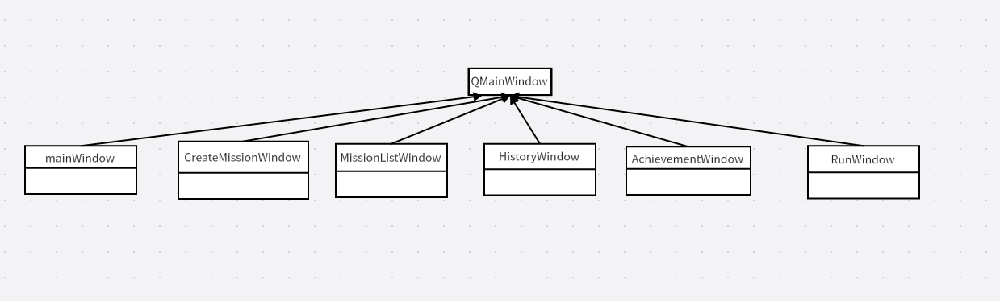 QMainWindow
mainWindow
CreateMissionWindow
MissionListWindow
HistoryWindow
AchievementWindow
RunWindow